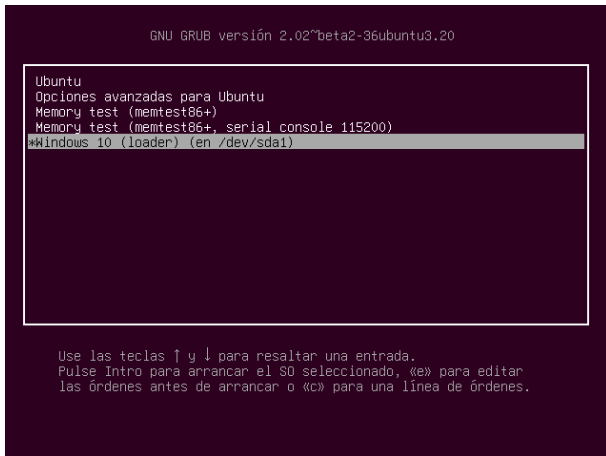 GNU GRUB versión 2.02~beta2-36ubuntu3.20
Ubuntu
Opciones avanzadas para Ubuntu
Memory test (memtest86+)
Memory test (memtest86+, serial console 115200)
*Windows 10 (loader) (en /dev/sda1)
Use las teclas ↑ y ↓ para resaltar una entrada.
Pulse Intro para arrancar el SO seleccionado, «e» para editar
las órdenes antes de arrancar o «c» para una línea de órdenes.